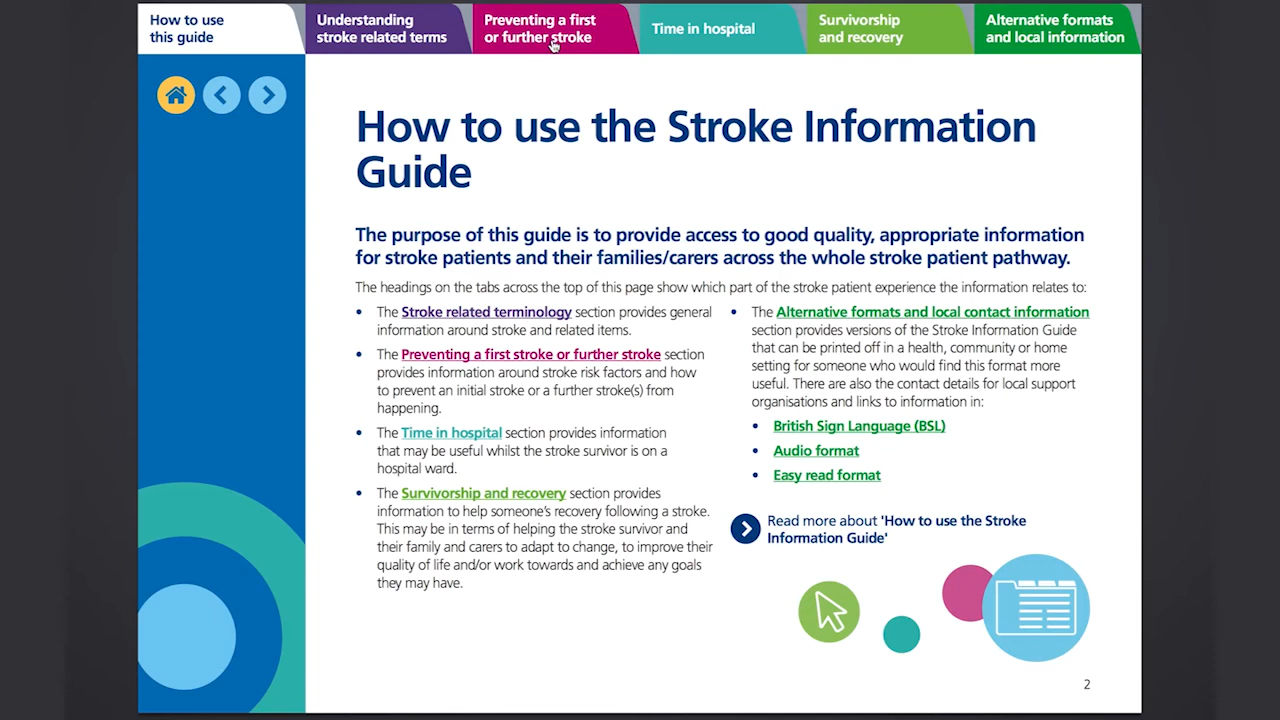 How to use
this guide
Understanding
stroke related terms
Preventing a first
or further stroke
Time in hospital
Survivorship
and recovery
Alternative formats
and local information
How to use the Stroke Information
Guide
The purpose of this guide is to provide access to good quality, appropriate information
for stroke patients and their families/carers across the whole stroke patient pathway.
The headings on the tabs across the top of this page show which part of the stroke patient experience the information relates to:
• The Stroke related terminology section provides general
information around stroke and related items.
• The Preventing a first stroke or further stroke section
provides information around stroke risk factors and how
to prevent an initial stroke or a further stroke(s) from
happening.
• The Time in hospital section provides information
that may be useful whilst the stroke survivor is on a
hospital ward.
• The Survivorship and recovery section provides
information to help someone's recovery following a stroke.
This may be in terms of helping the stroke survivor and
their family and carers to adapt to change, to improve their
quality of life and/or work towards and achieve any goals
they may have.
• The Alternative formats and local contact information
section provides versions of the Stroke Information Guide
that can be printed off in a health, community or home
setting for someone who would find this format more
useful. There are also the contact details for local support
organisations and links to information in:
• British Sign Language (BSL)
• Audio format
• Easy read format
Read more about 'How to use the Stroke
Information Guide'
2